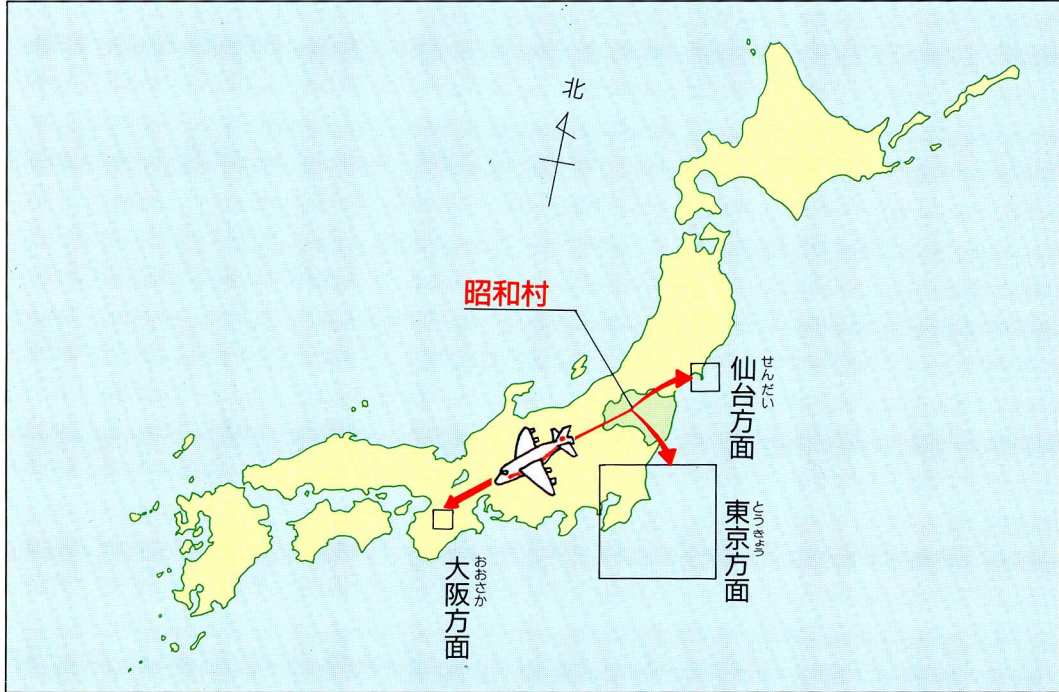 北
昭和村
仙台方面
せんだい
東京方面
とうきょう
大阪方面
おおさか